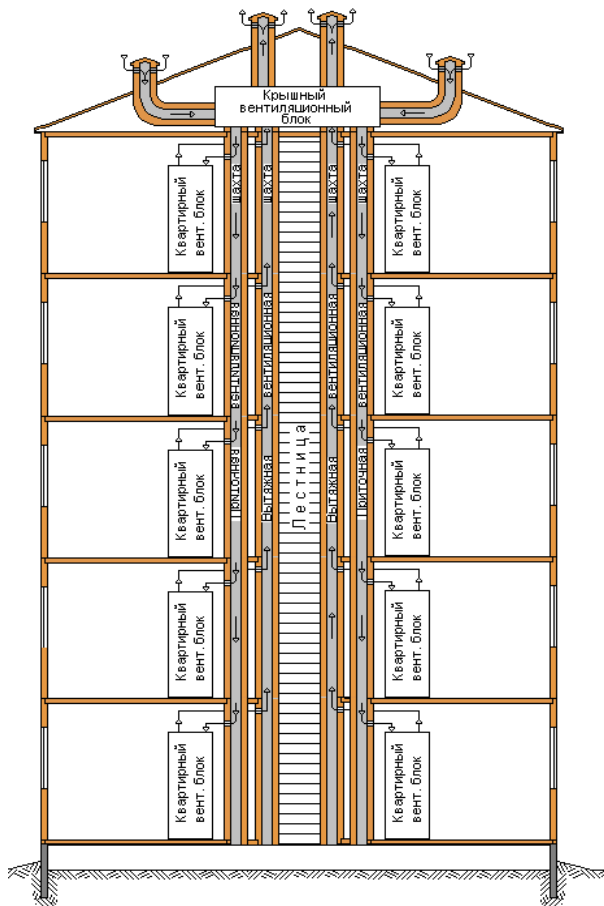 Крышный
вентиляционный
блок
Квартирный
вент. блок
Квартирный
вент. блок
Квартирный
вент. блок
Квартирный
вент. блок
Квартирный
вент. блок
Приточная вентиляционная шахта
Вытяжная вентиляционная шахта
Лестница
Вытяжная вентиляционная шахта
Приточная вентиляционная шахта
Квартирный
вент. блок
Квартирный
вент. блок
Квартирный
вент. блок
Квартирный
вент. блок
Квартирный
вент. блок